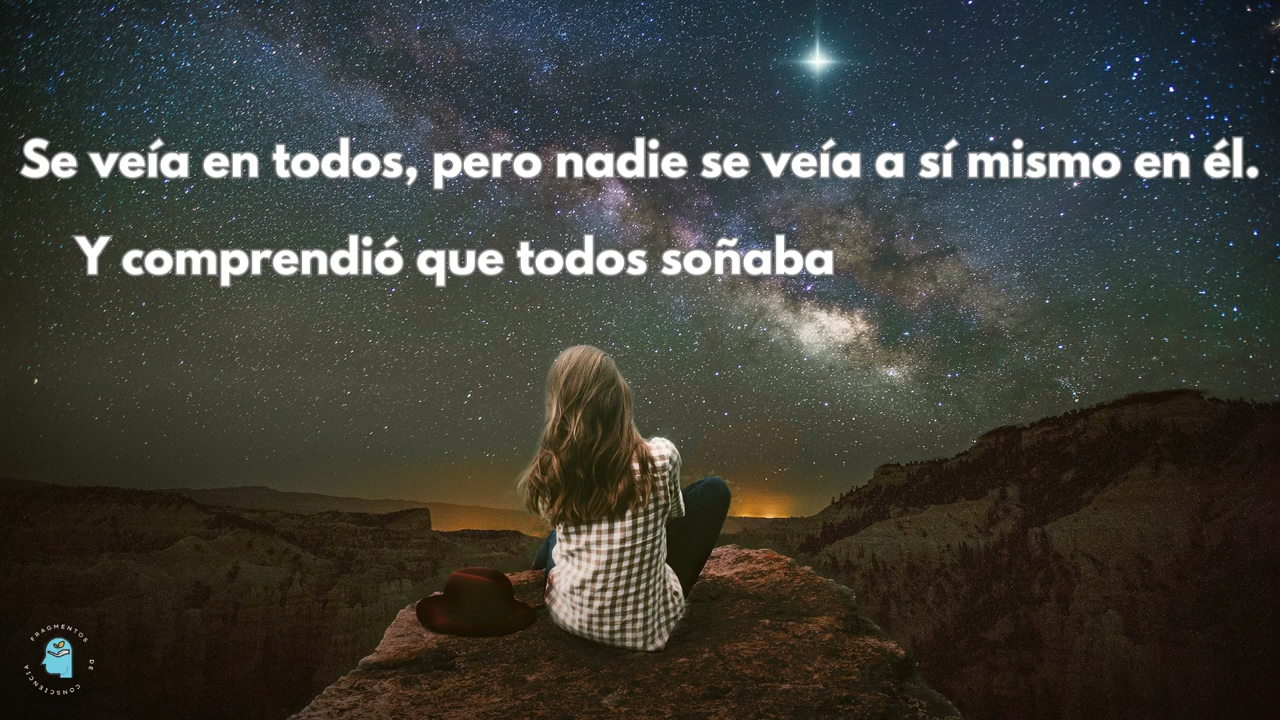 Se veía en todos, pero nadie se veía a sí mismo en él.
Y comprendió que todos soñaba
FRAGMENTOS DE CONSCIENCIA